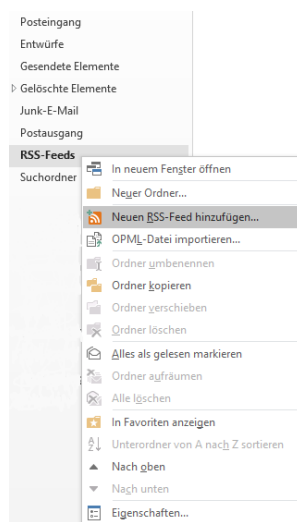 Posteingang
Entwürfe
Gesendete Elemente
Gelöschte Elemente
Junk-E-Mail
Postausgang
RSS-Feeds
Suchordner
In neuem Fenster öffnen
Neuer Ordner...
Neuen RSS-Feed hinzufügen...
OPML-Datei importieren...
Ordner umbenennen
Ordner kopieren
Ordner verschieben
Ordner löschen
Alles als gelesen markieren
Ordner aufräumen
Alle löschen
In Favoriten anzeigen
Unterordner von A nach Z sortieren
Nach oben
Nach unten
Eigenschaften...